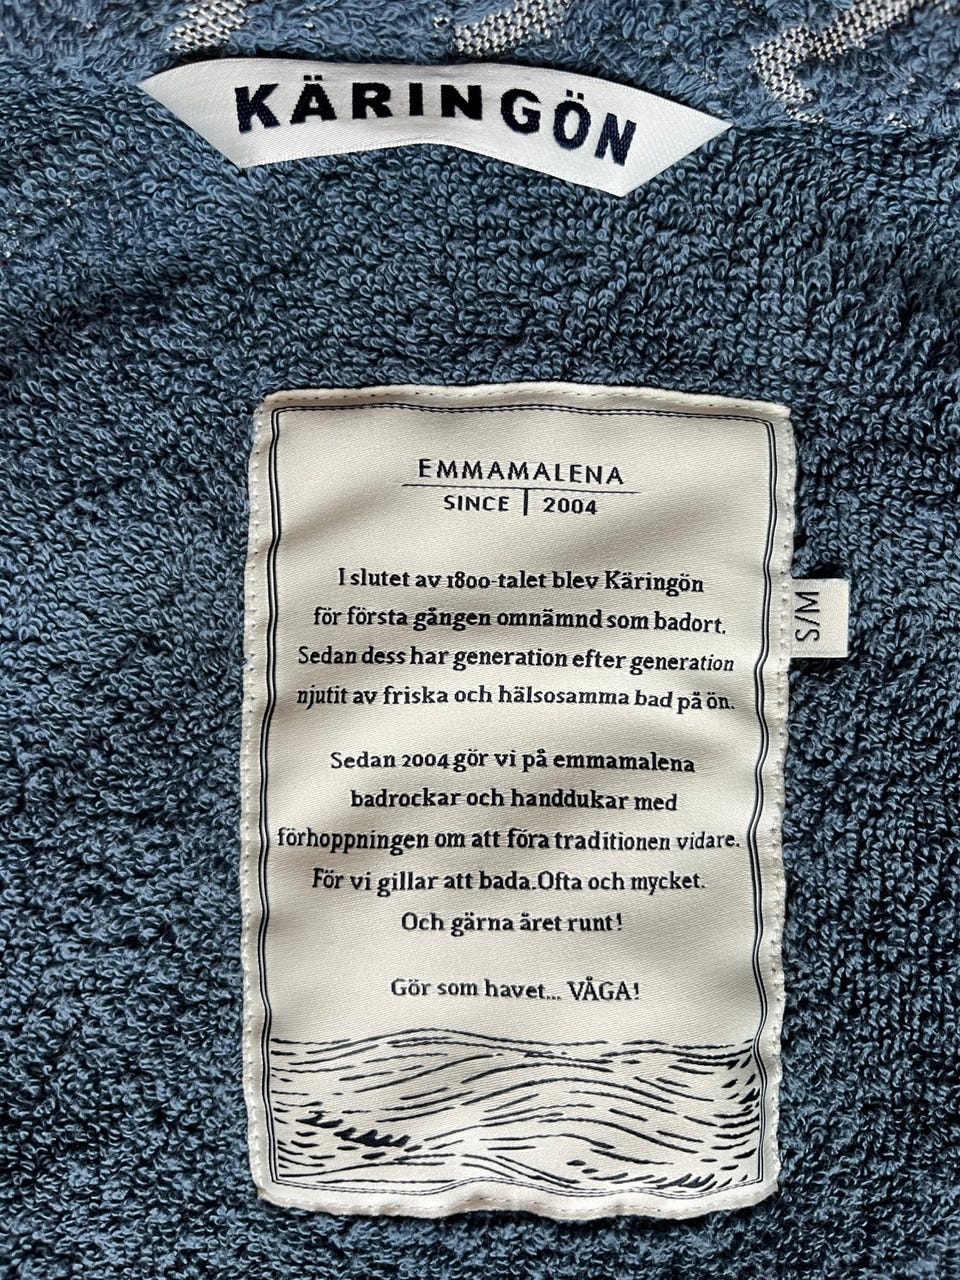 KÄRINGÖN
EMMAMALENA
SINCE | 2004
I slutet av 1800-talet blev Käringön
för första gången omnämnd som badort.
Sedan dess har generation efter generation
njutit av friska och hälsosamma bad på ön.
S/M
Sedan 2004 gör vi på emmamalena
badrockar och handdukar med
förhoppningen om att föra traditionen vidare.
För vi gillar att bada. Ofta och mycket.
Och gärna året runt!
Gör som havet... VÅGA!